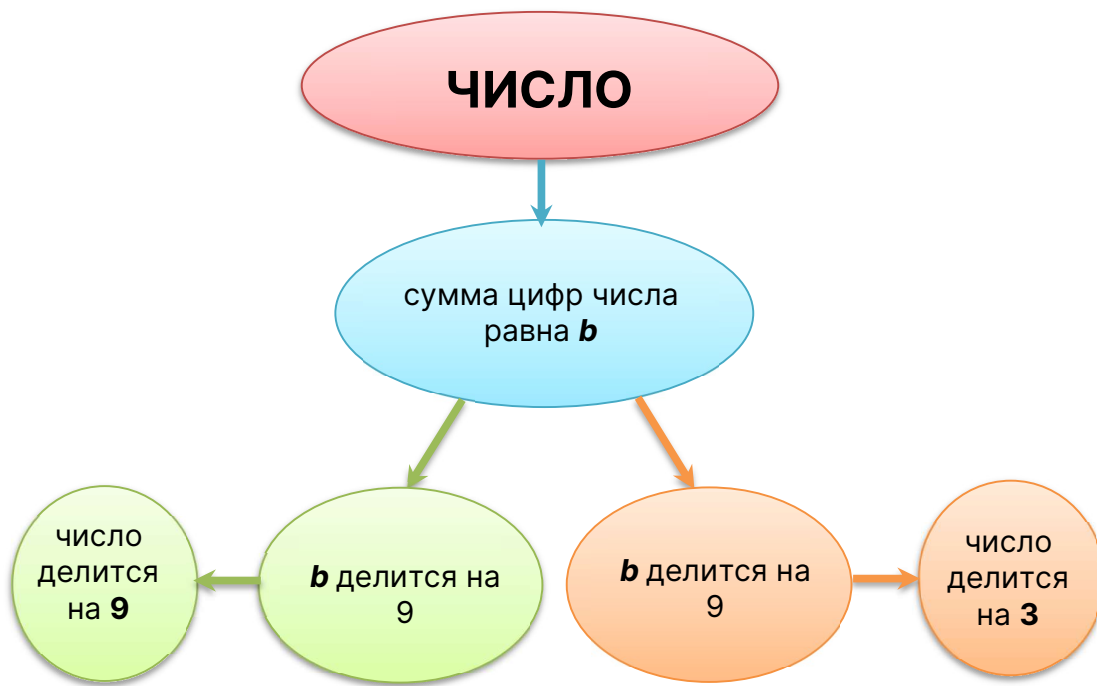 ЧИСЛО
сумма цифр числа
равна b
число
делится
на 9
b делится на
9
b делится на
9
число
делится
на 3